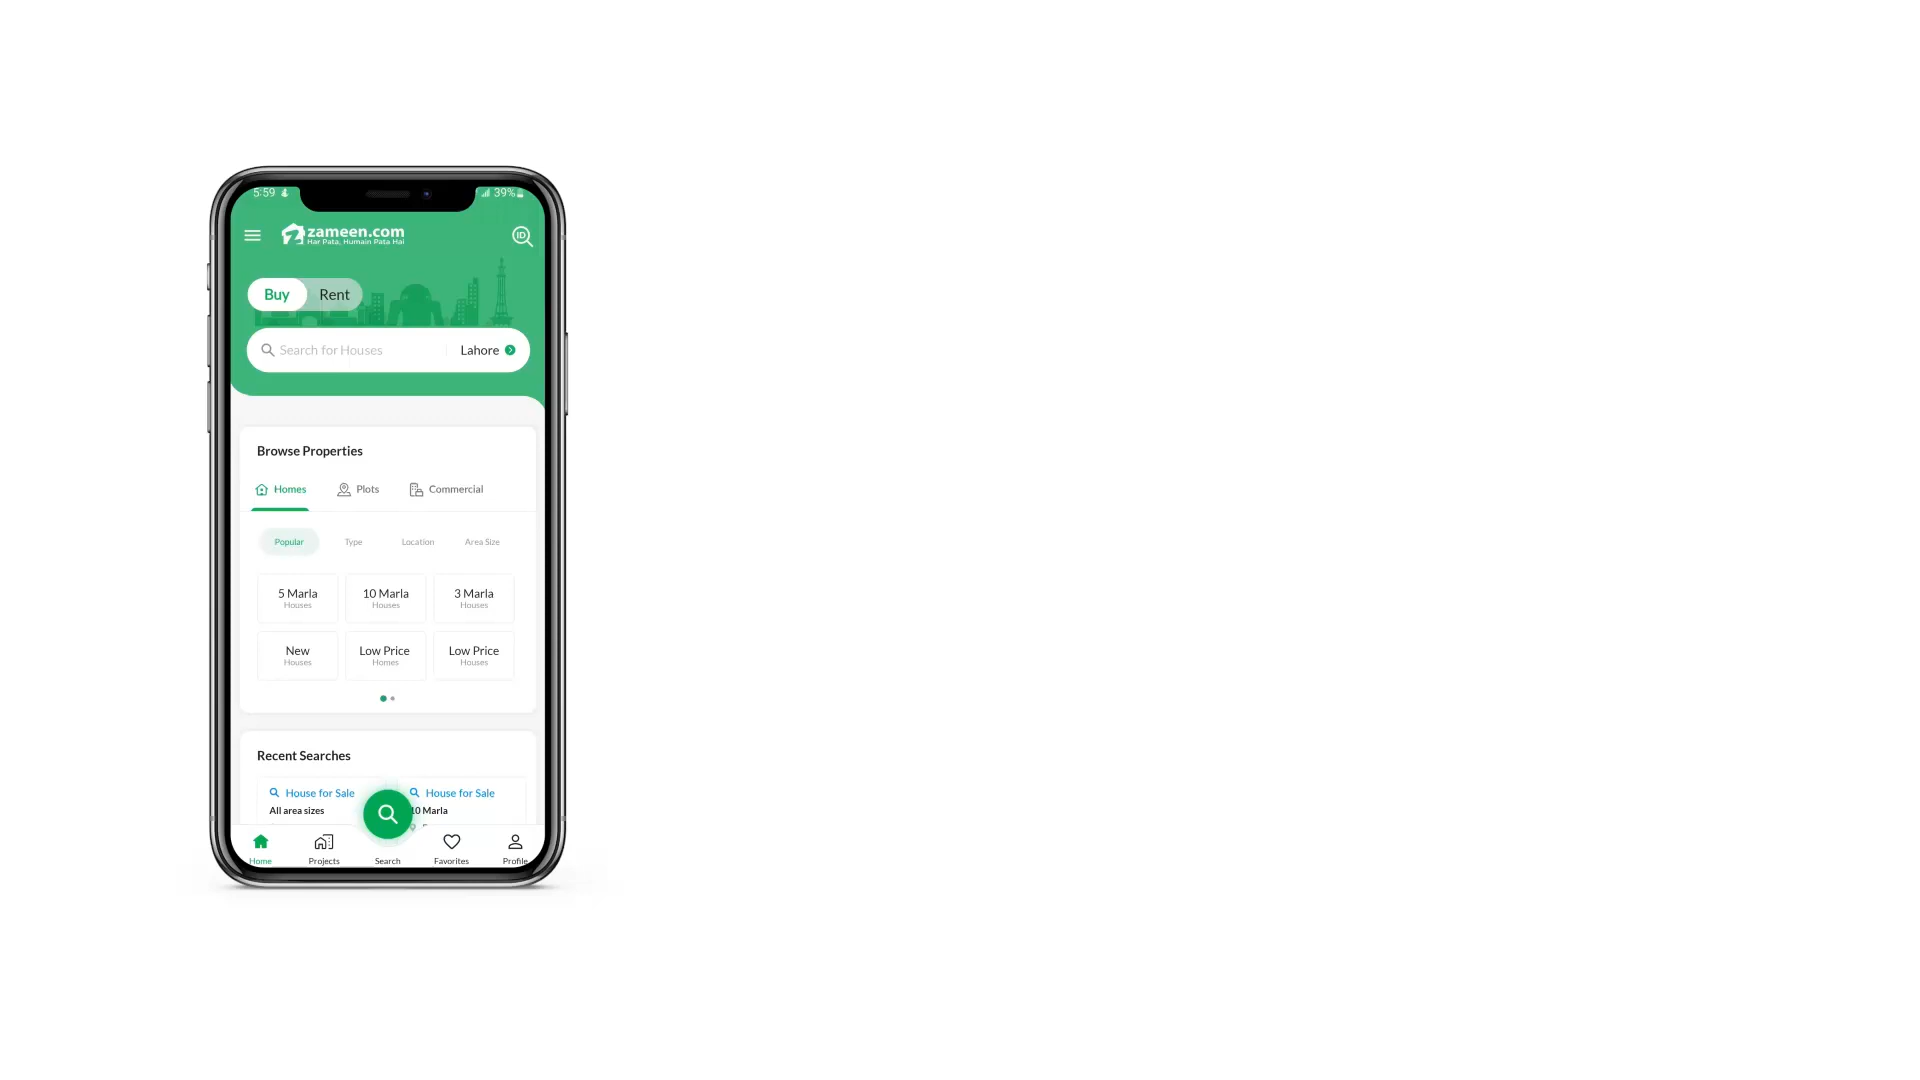 5:59
39%
zameen.com
Har Pata, Humain Pata Hai
ID
Buy Rent
Search for Houses Lahore
Browse Properties
Homes Plots Commercial
Popular Type Location Area Size
5 Marla 10 Marla 3 Marla
Houses Houses Houses
New Low Price Low Price
Houses Homes Houses
Recent Searches
House for Sale House for Sale
All area sizes 10 Marla
Home Projects Search Favorites Profile